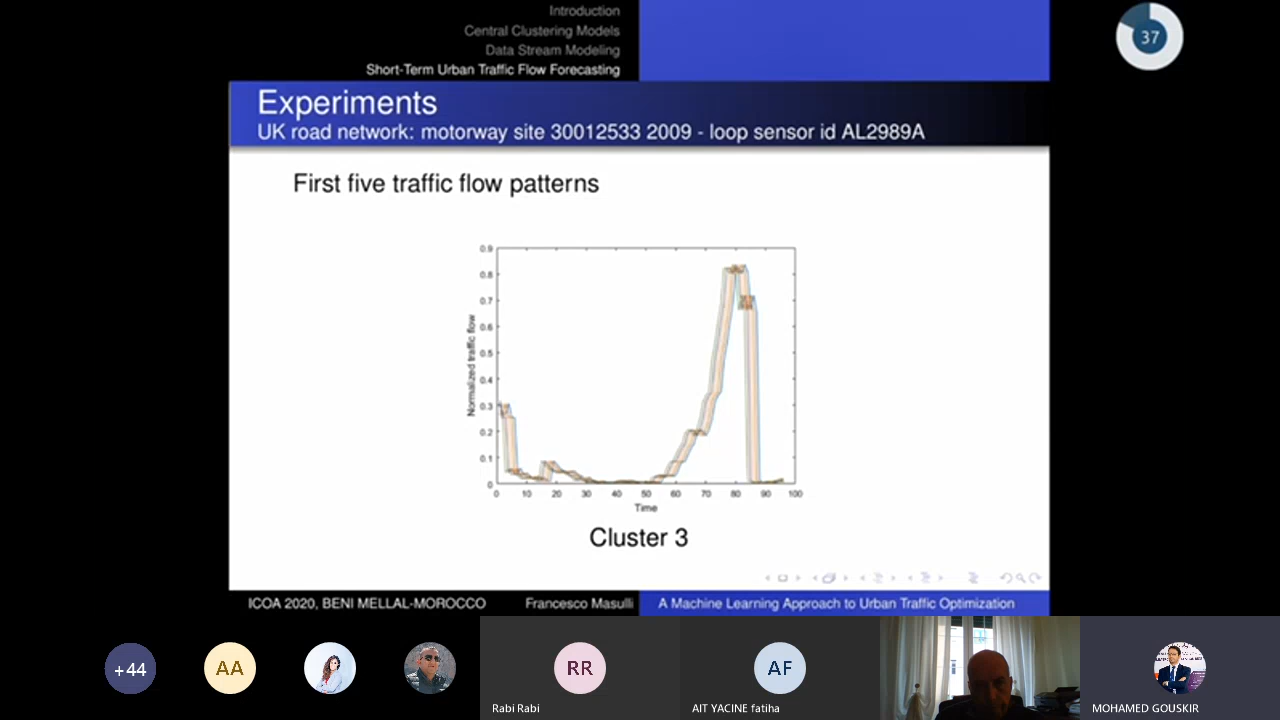 Introduction
Central Clustering Models
Data Stream Modeling
Short-Term Urban Traffic Flow Forecasting
37
Experiments
UK road network: motorway site 30012533 2009 - loop sensor id AL2989A
First five traffic flow patterns
Normalized traffic flow
0.9
0.8
0.7
0.6
0.5
0.4
0.3
0.2
0.1
0
0 10 20 30 40 50 60 70 80 90 100
Time
Cluster 3
ICOA 2020, BENI MELLAL-MOROCCO Francesco Masulli A Machine Learning Approach to Urban Traffic Optimization
+44 AA RR AF
Rabi Rabi AIT YACINE fatiha MOHAMED GOUSKIR